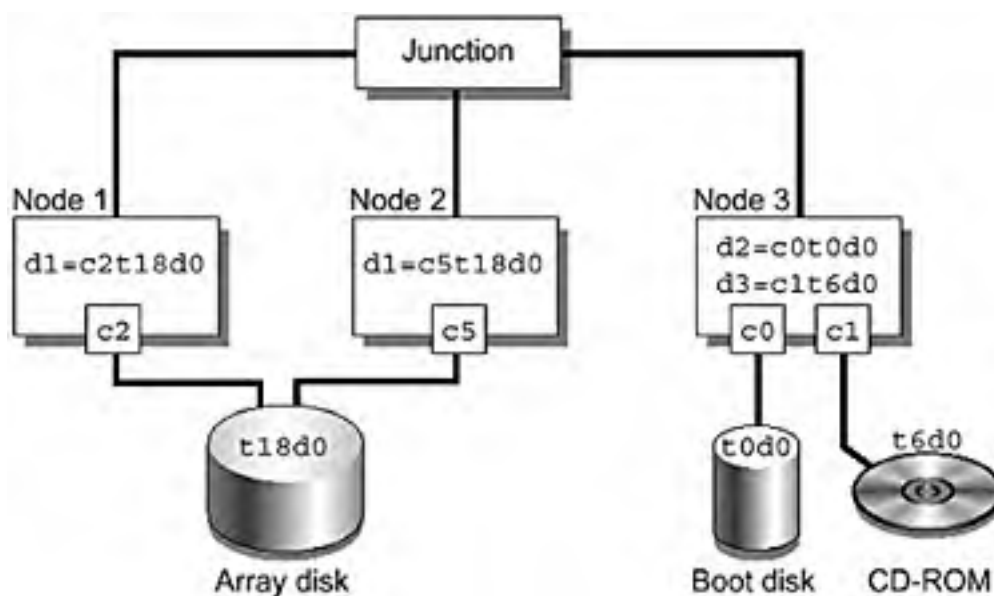 Junction
Node 1
d1=c2t18d0
c2
Node 2
d1=c5t18d0
c5
Node 3
d2=c0t0d0
d3=c1t6d0
c0
c1
t18d0
Array disk
t0d0
Boot disk
t6d0
CD-ROM